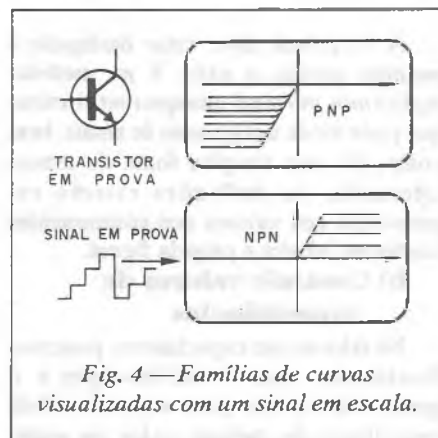 PNP
TRANSISTOR
EM PROVA
SINAL EM PROVA
NPN
Fig. 4 — Famílias de curvas
visualizadas com um sinal em escala.